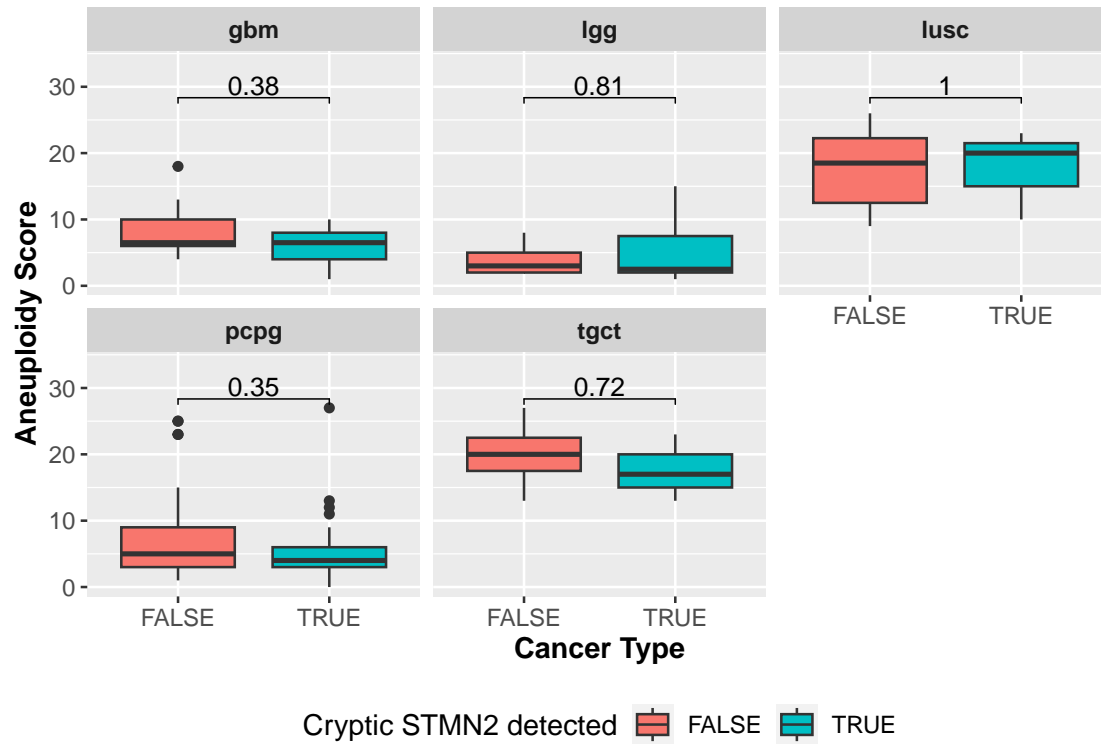 gbm
lgg
lusc
0.38
0.81
1
30
20
10
0
FALSE
TRUE
pcpg
tgct
0.35
0.72
30
20
10
0
FALSE
TRUE
FALSE
TRUE
Aneuploidy Score
Cancer Type
Cryptic STMN2 detected FALSE TRUE